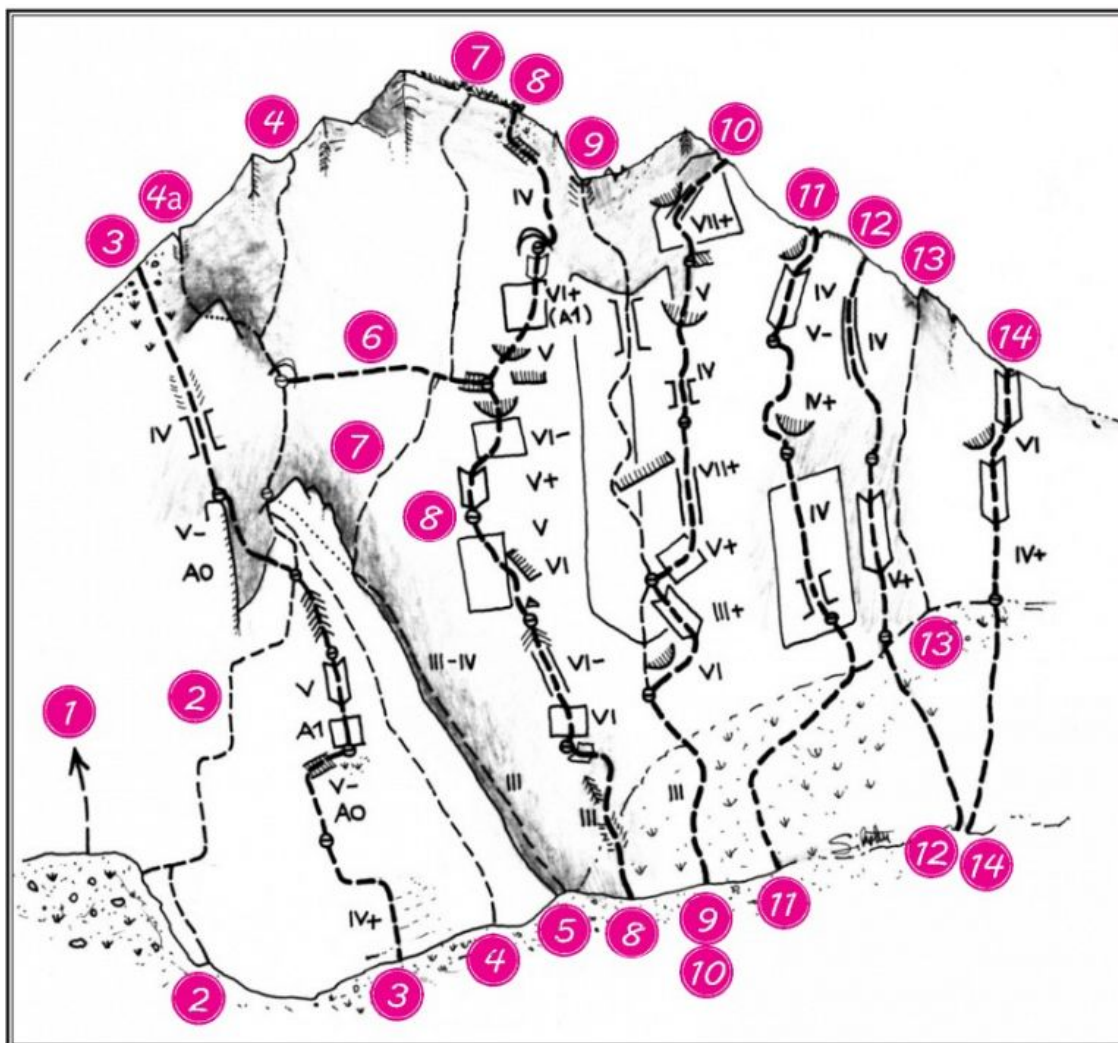 7 8
4 9 10
4a
3 11 12 13
IV VII+
14
VI+
(A1) V IV IV
V-
6 V IV VI
IV+
IV 7 VI- VII+
V+
8 V IV IV+
V-
A0 VI V+ V+
III+
III-IV VI- VI 13
2
1 V VI
A1
V- III III
A0 III
12 14
IV+ 11
5 8 9
4 10
2 3